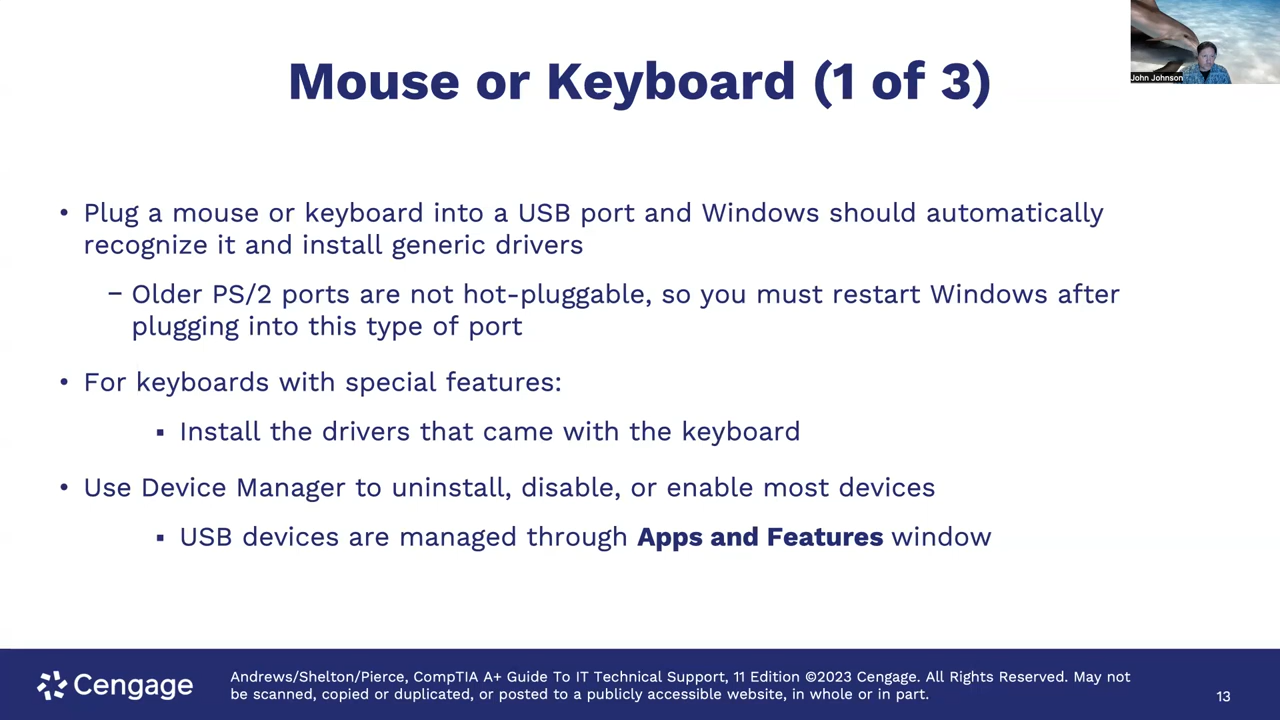 John Johnson
Mouse or Keyboard (1 of 3)
• Plug a mouse or keyboard into a USB port and Windows should automatically
recognize it and install generic drivers
− Older PS/2 ports are not hot-pluggable, so you must restart Windows after
plugging into this type of port
• For keyboards with special features:
▪ Install the drivers that came with the keyboard
• Use Device Manager to uninstall, disable, or enable most devices
▪ USB devices are managed through Apps and Features window
Cengage
Andrews/Shelton/Pierce, CompTIA A+ Guide To IT Technical Support, 11 Edition ©2023 Cengage. All Rights Reserved. May not
be scanned, copied or duplicated, or posted to a publicly accessible website, in whole or in part.
13